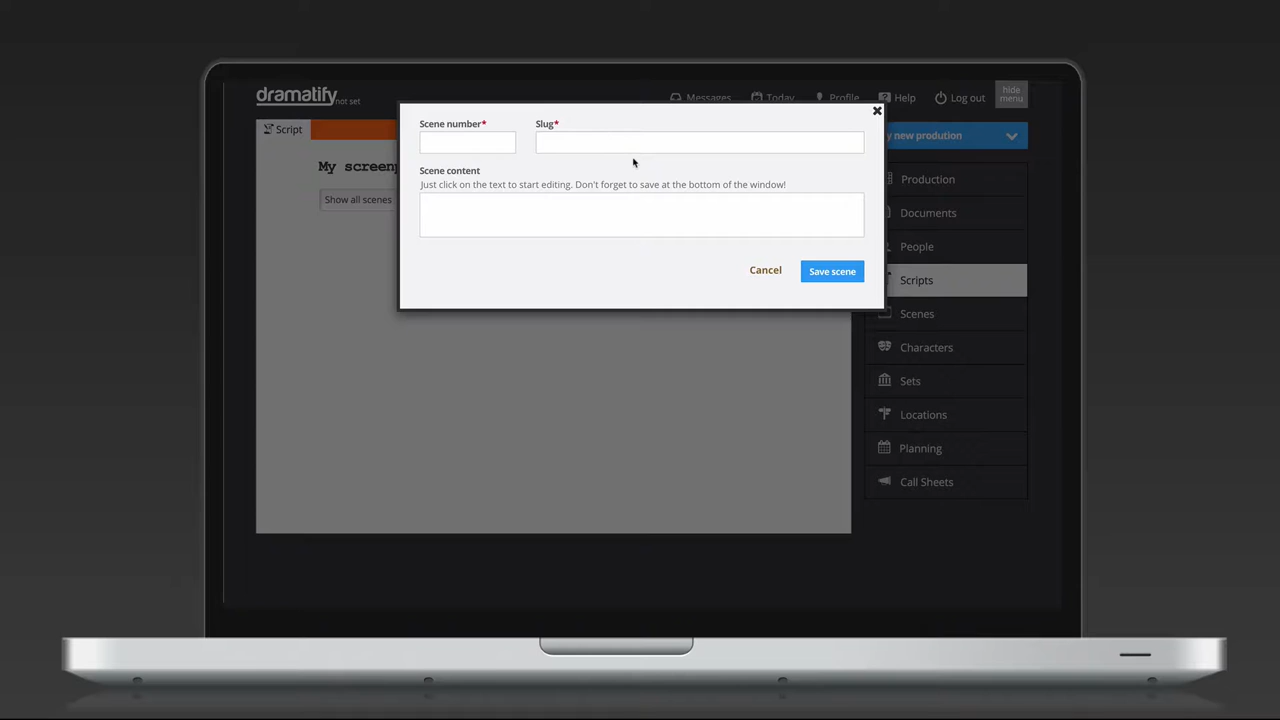 dramatify
not set
Messages
Today
Profile
Help
Log out
hide
menu
Script
Scene number*
Slug*
y new prodution
My screenp
Scene content
Just click on the text to start editing. Don't forget to save at the bottom of the window!
Show all scenes
Cancel
Save scene
Production
Documents
People
Scripts
Scenes
Characters
Sets
Locations
Planning
Call Sheets